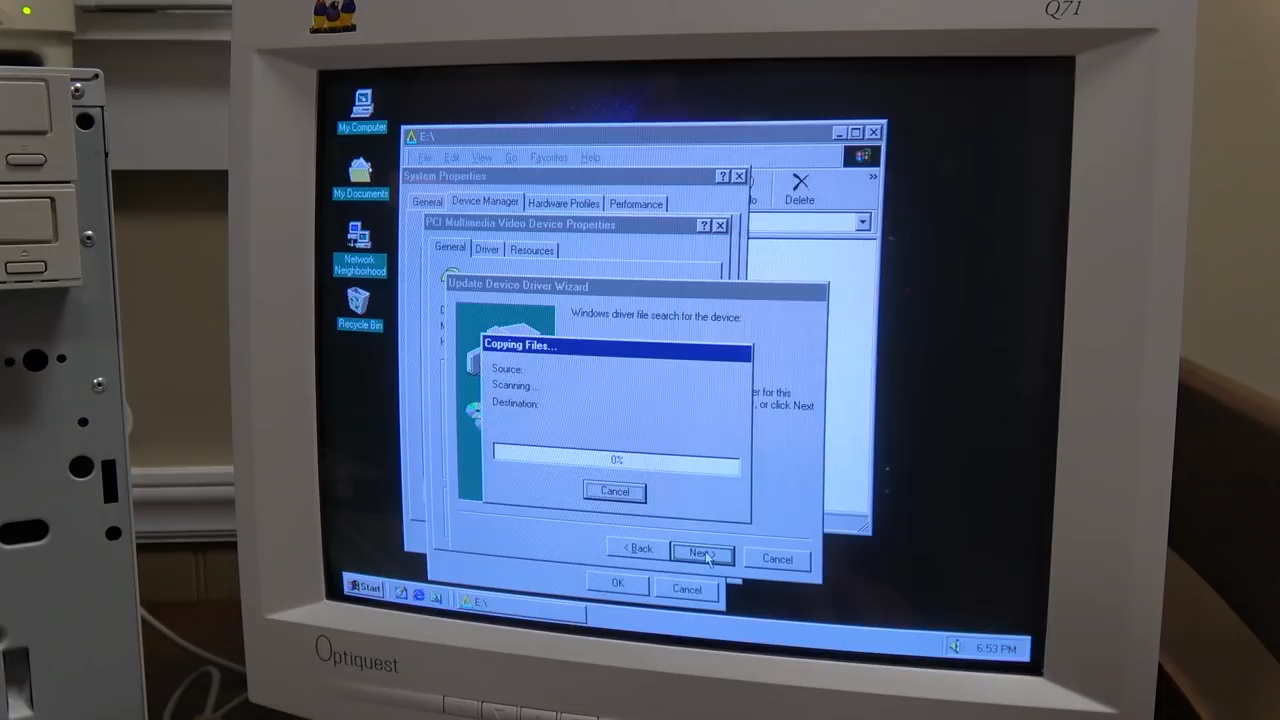 Q71
My Computer
My Documents
Network
Neighborhood
Recycle Bin
E:\
File Edit View Go Favorites Help
Delete
System Properties
General Device Manager Hardware Profiles Performance
PCI Multimedia Video Device Properties
General Driver Resources
Update Device Driver Wizard
Windows driver file search for the device:
er for this
, or click Next
Copying Files...
Source:
Scanning ...
Destination:
0%
Cancel
< Back Next Cancel
OK Cancel
Start E:\ 6:53 PM
Optiquest